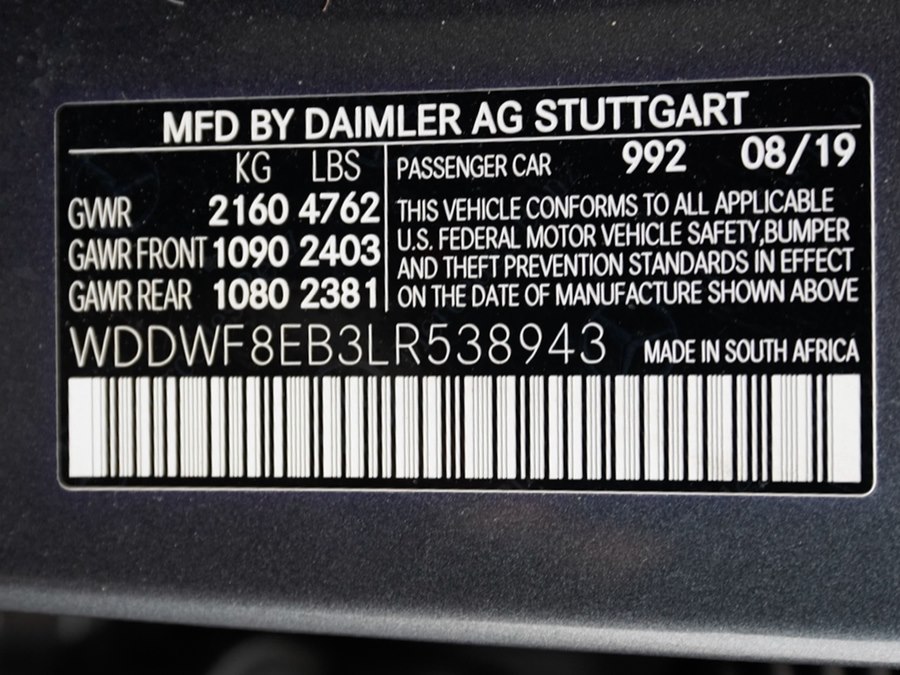 MFD BY DAIMLER AG STUTTGART
KG LBS
GVWR 2160 4762
GAWR FRONT 1090 2403
GAWR REAR 1080 2381
PASSENGER CAR 992 08/19
THIS VEHICLE CONFORMS TO ALL APPLICABLE
U.S. FEDERAL MOTOR VEHICLE SAFETY,BUMPER
AND THEFT PREVENTION STANDARDS IN EFFECT
ON THE DATE OF MANUFACTURE SHOWN ABOVE
WDDWF8EB3LR538943 MADE IN SOUTH AFRICA